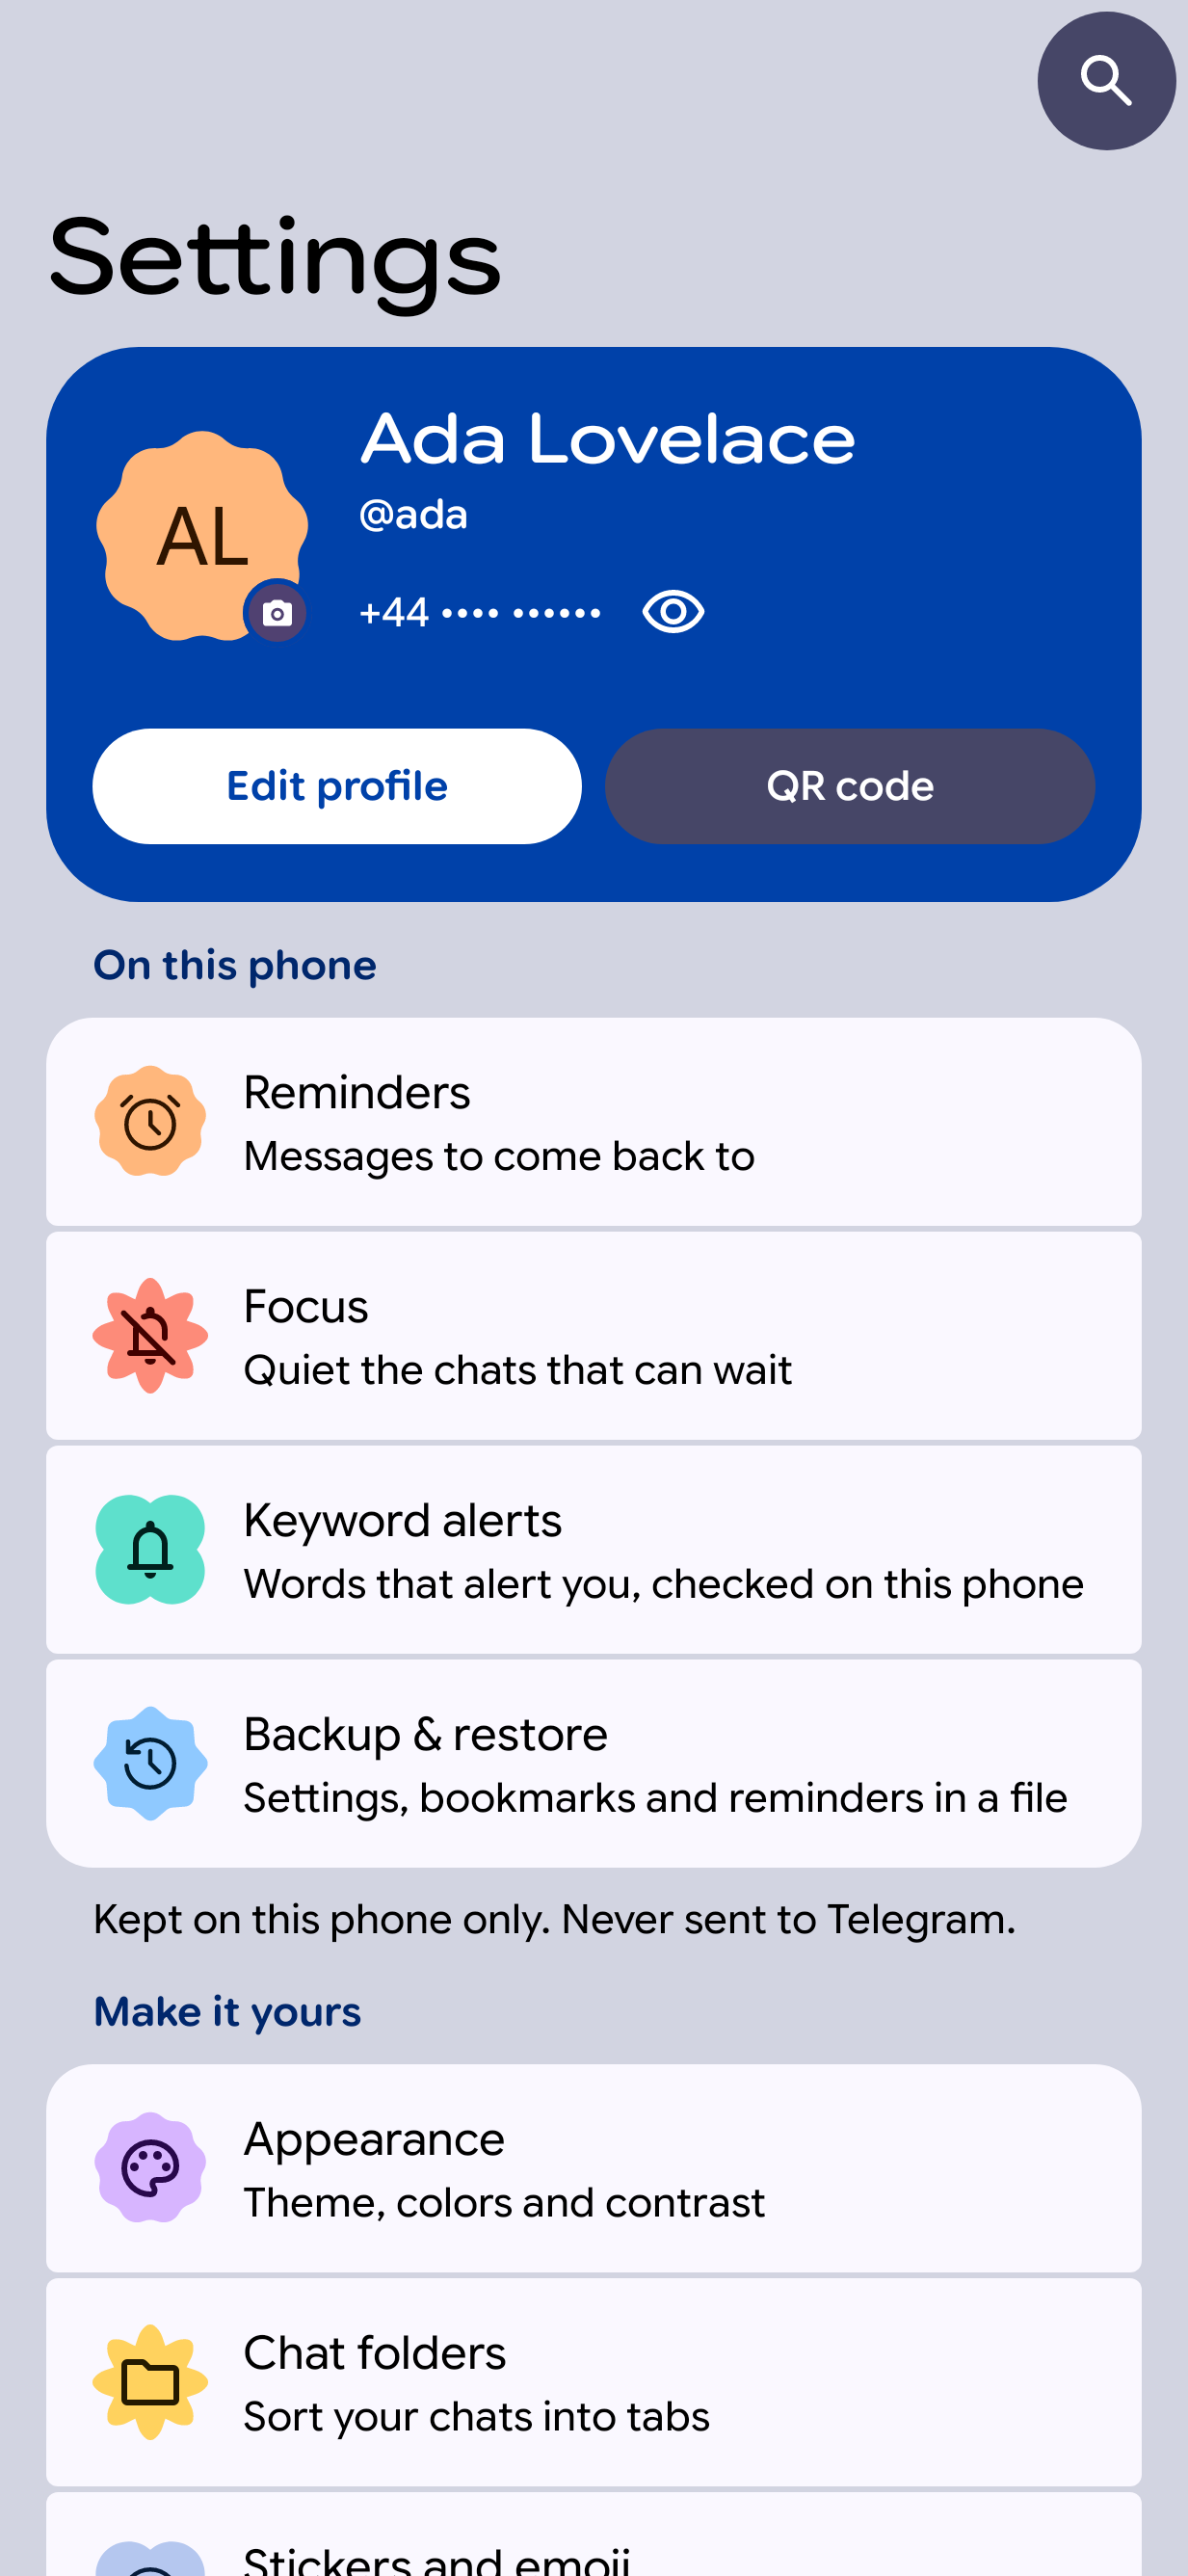 Settings
Ada Lovelace
AL
@ada
+44 •••• ••••••
Edit profile
QR code
On this phone
Reminders
Messages to come back to
Focus
Quiet the chats that can wait
Keyword alerts
Words that alert you, checked on this phone
Backup & restore
Settings, bookmarks and reminders in a file
Kept on this phone only. Never sent to Telegram.
Make it yours
Appearance
Theme, colors and contrast
Chat folders
Sort your chats into tabs
Stickers and emoji